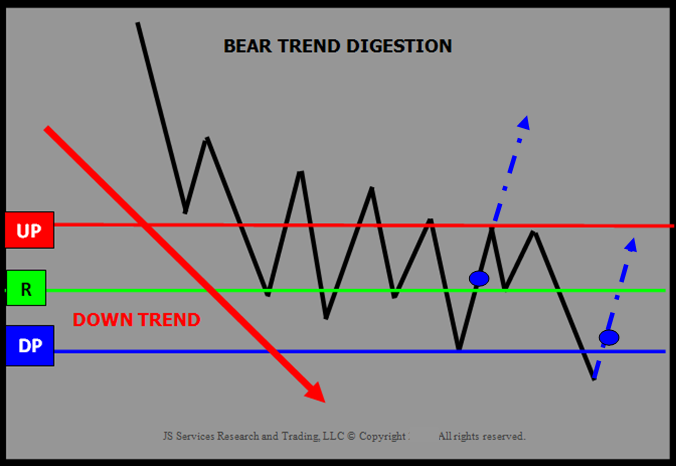 BEAR TREND DIGESTION
UP
R
DOWN TREND
DP
JS Services Research and Trading, LLC © Copyright All rights reserved.